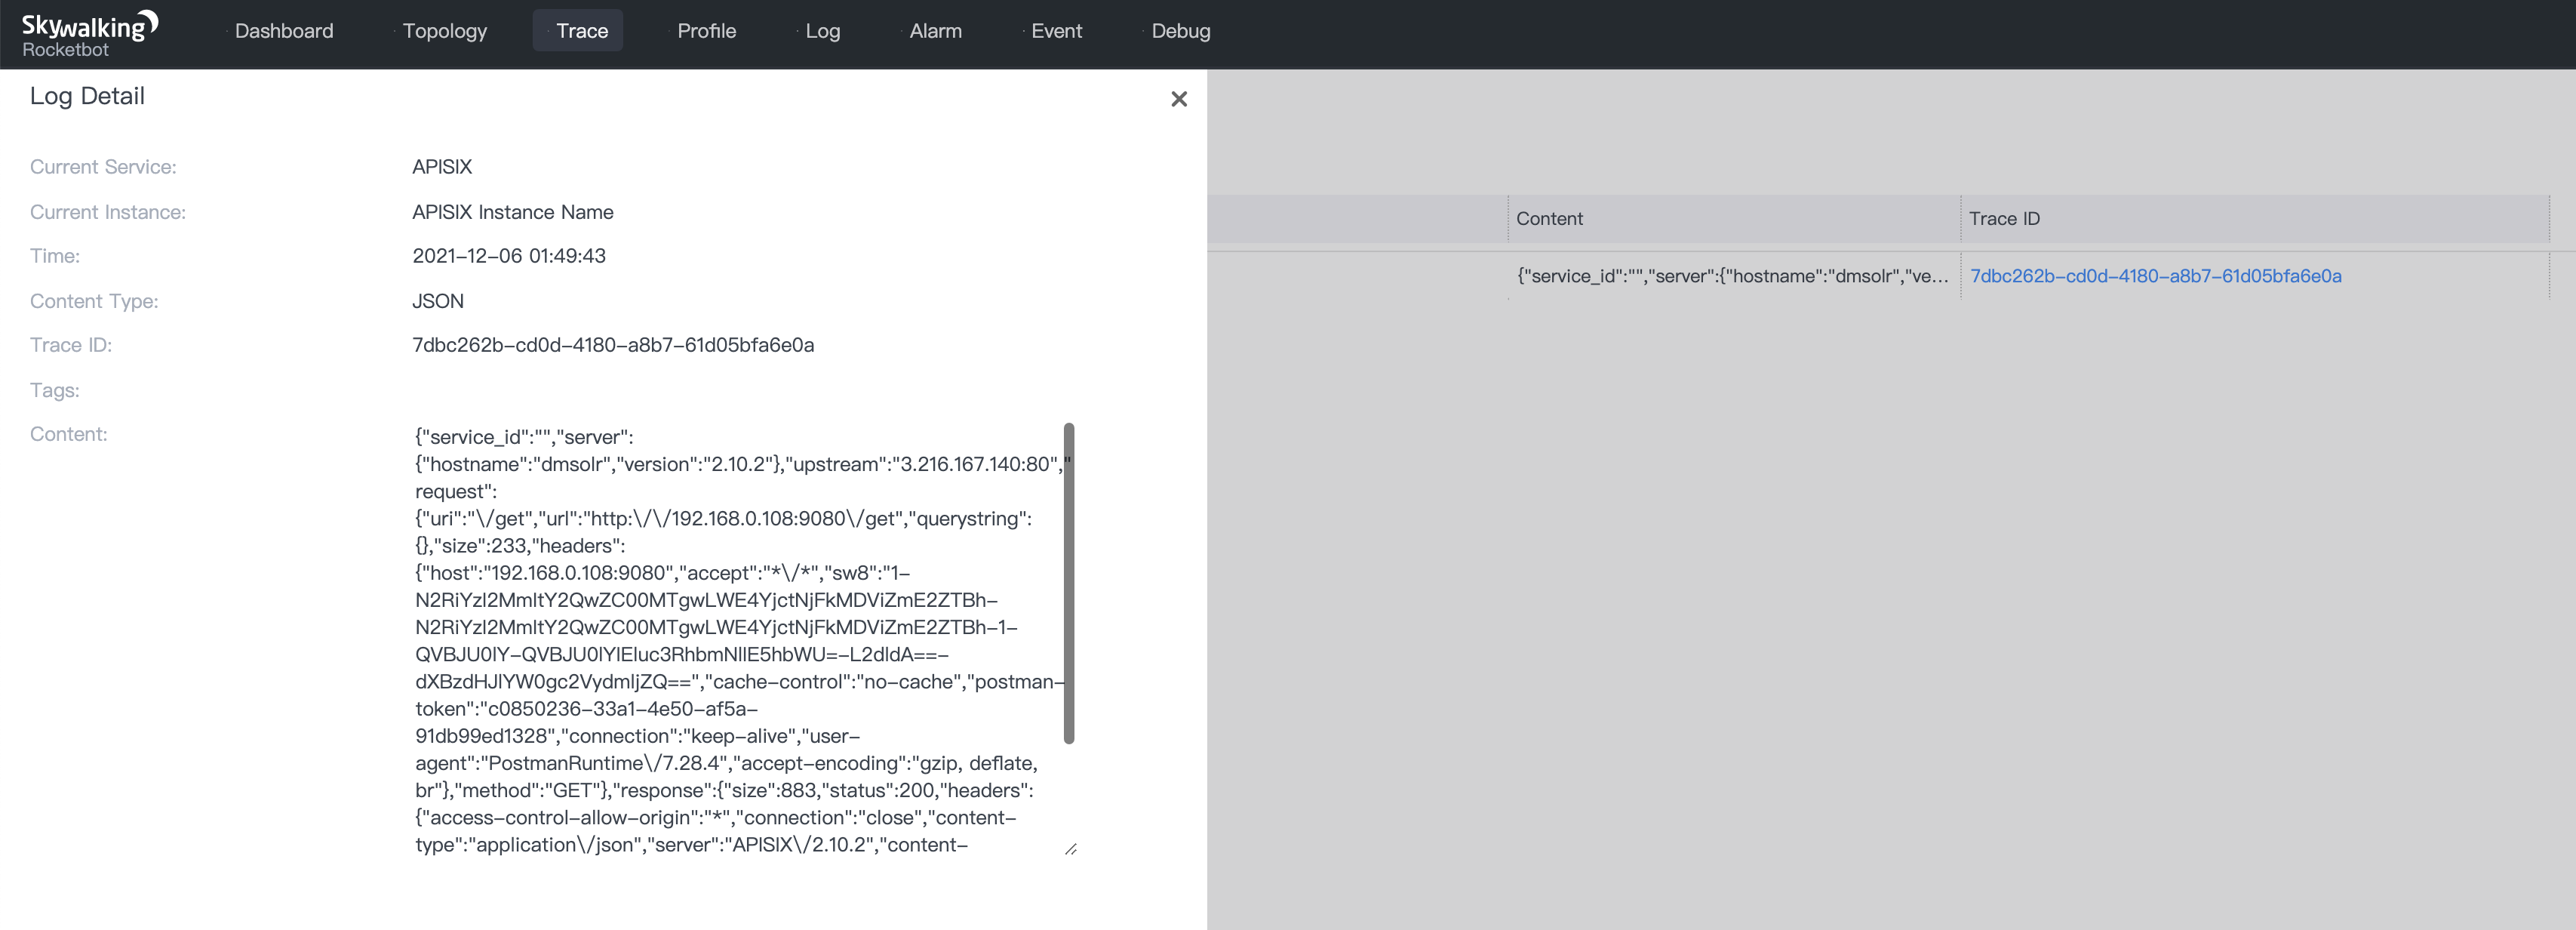 Skywalking
Rocketbot
Dashboard
Topology
Trace
Profile
Log
Alarm
Event
Debug
Log Detail
Current Service: APISIX
Current Instance: APISIX Instance Name
Time: 2021-12-06 01:49:43
Content Type: JSON
Trace ID: 7dbc262b-cd0d-4180-a8b7-61d05bfa6e0a
Tags:
Content:
{"service_id":"","server":
{"hostname":"dmsolr","version":"2.10.2"},"upstream":"3.216.167.140:80","
request":
{"uri":"\/get","url":"http:\/\/192.168.0.108:9080\/get","querystring":
{},"size":233,"headers":
{"host":"192.168.0.108:9080","accept":"*\/*","sw8":"1-
N2RiYzI2MmItY2QwZC00MTgwLWE4YjctNjFkMDViZmE2ZTBh-
N2RiYzI2MmItY2QwZC00MTgwLWE4YjctNjFkMDViZmE2ZTBh-1-
QVBJU0lY-QVBJU0lYIEluc3RhbmNlIE5hbWU=-L2dldA==-
dXBzdHJlYW0gc2VydmljZQ==","cache-control":"no-cache","postman-
token":"c0850236-33a1-4e50-af5a-
91db99ed1328","connection":"keep-alive","user-
agent":"PostmanRuntime\/7.28.4","accept-encoding":"gzip, deflate,
br"},"method":"GET"},"response":{"size":883,"status":200,"headers":
{"access-control-allow-origin":"*","connection":"close","content-
type":"application\/json","server":"APISIX\/2.10.2","content-
Content
Trace ID
{"service_id":"","server":{"hostname":"dmsolr","ve...
7dbc262b-cd0d-4180-a8b7-61d05bfa6e0a